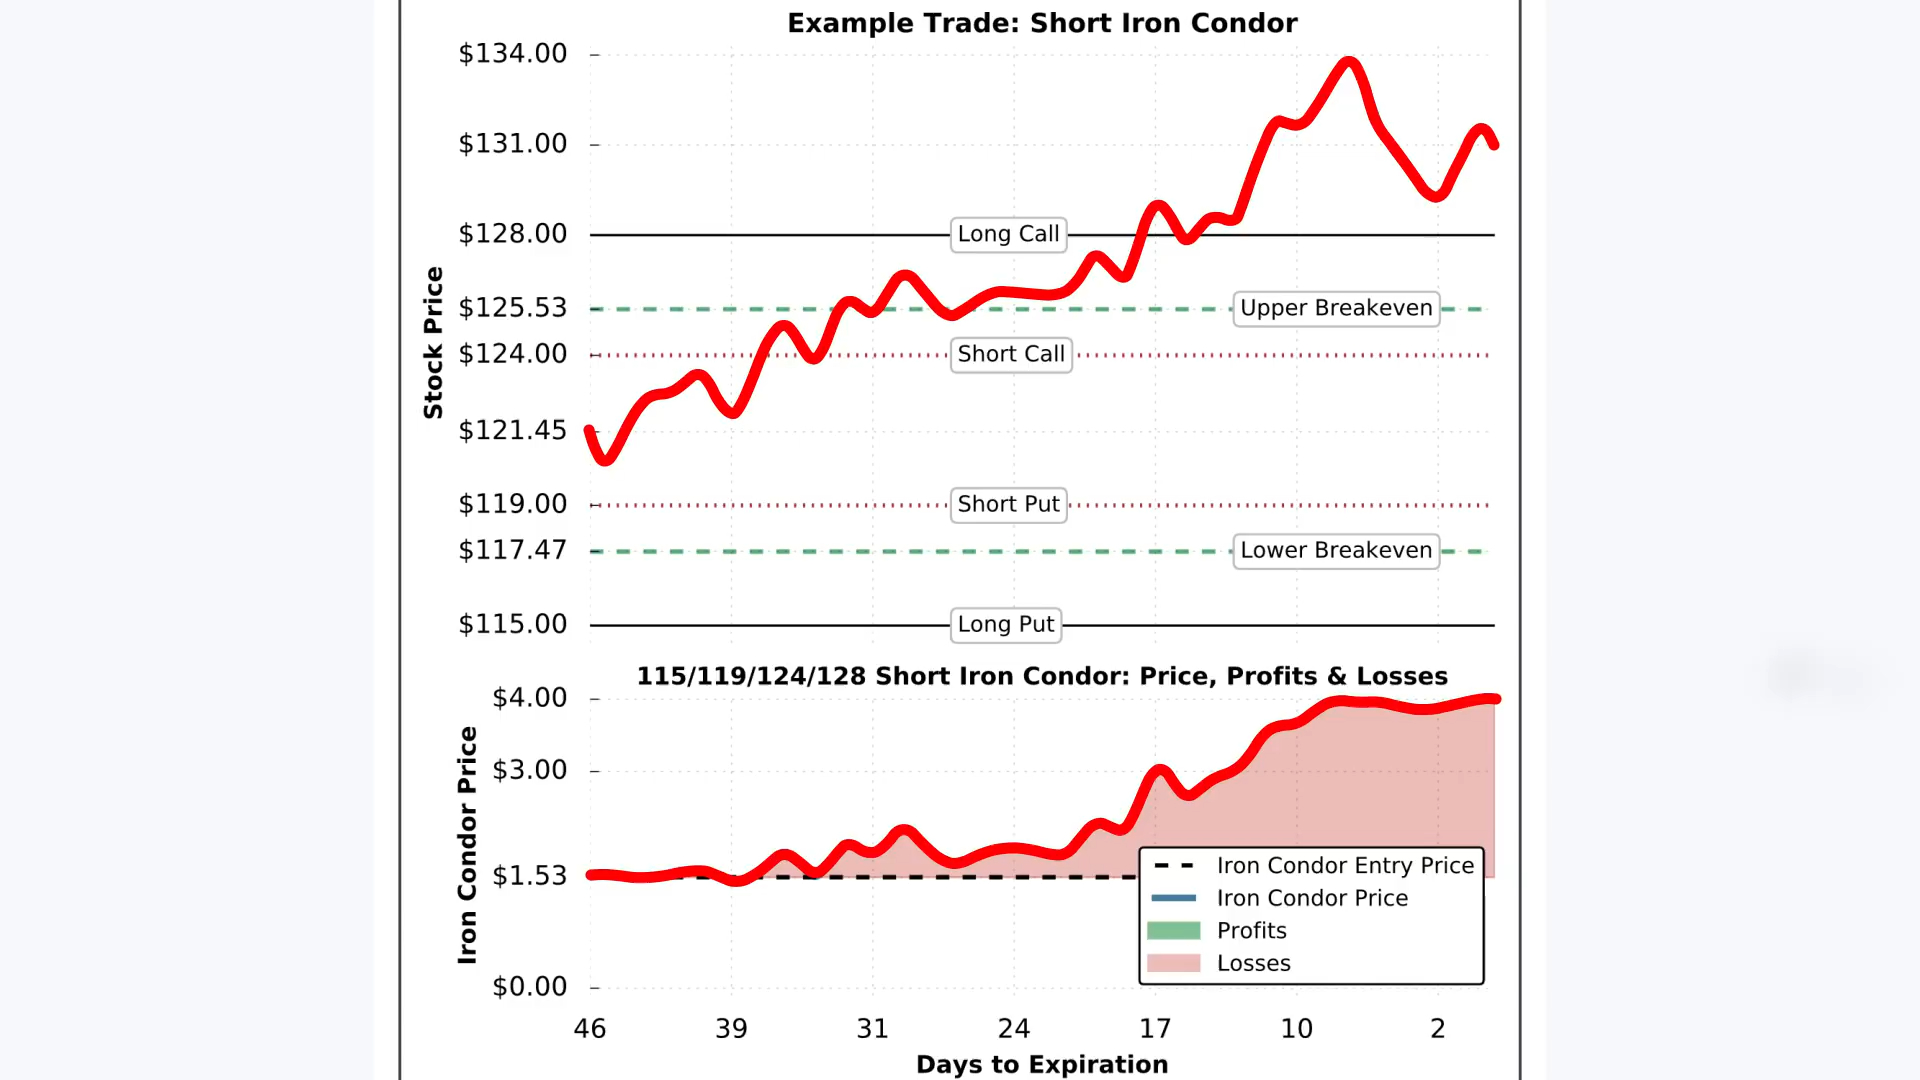 Example Trade: Short Iron Condor
$134.00
$131.00
$128.00
Long Call
$125.53
Upper Breakeven
$124.00
Short Call
$121.45
$119.00
Short Put
$117.47
Lower Breakeven
$115.00
Long Put
Stock Price
115/119/124/128 Short Iron Condor: Price, Profits & Losses
$4.00
$3.00
$1.53
$0.00
Iron Condor Price
Iron Condor Entry Price
Iron Condor Price
Profits
Losses
46 39 31 24 17 10 2
Days to Expiration